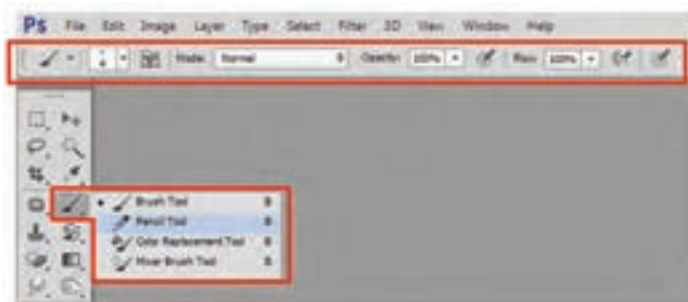 Ps File Edit Image Layer Type Select Filter 3D View Window Help
Mode: Normal Opacity: 100% Flow: 100%
Brush Tool B
Pencil Tool B
Color Replacement Tool B
Mixer Brush Tool B